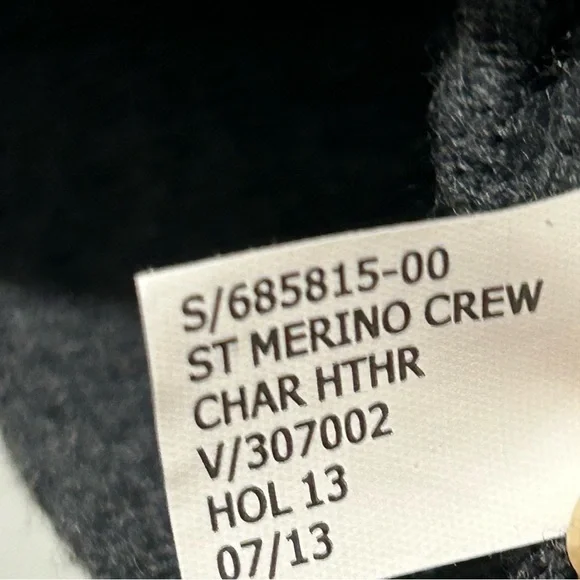 S/685815-00
ST MERINO CREW
CHAR HTHR
V/307002
HOL 13
07/13